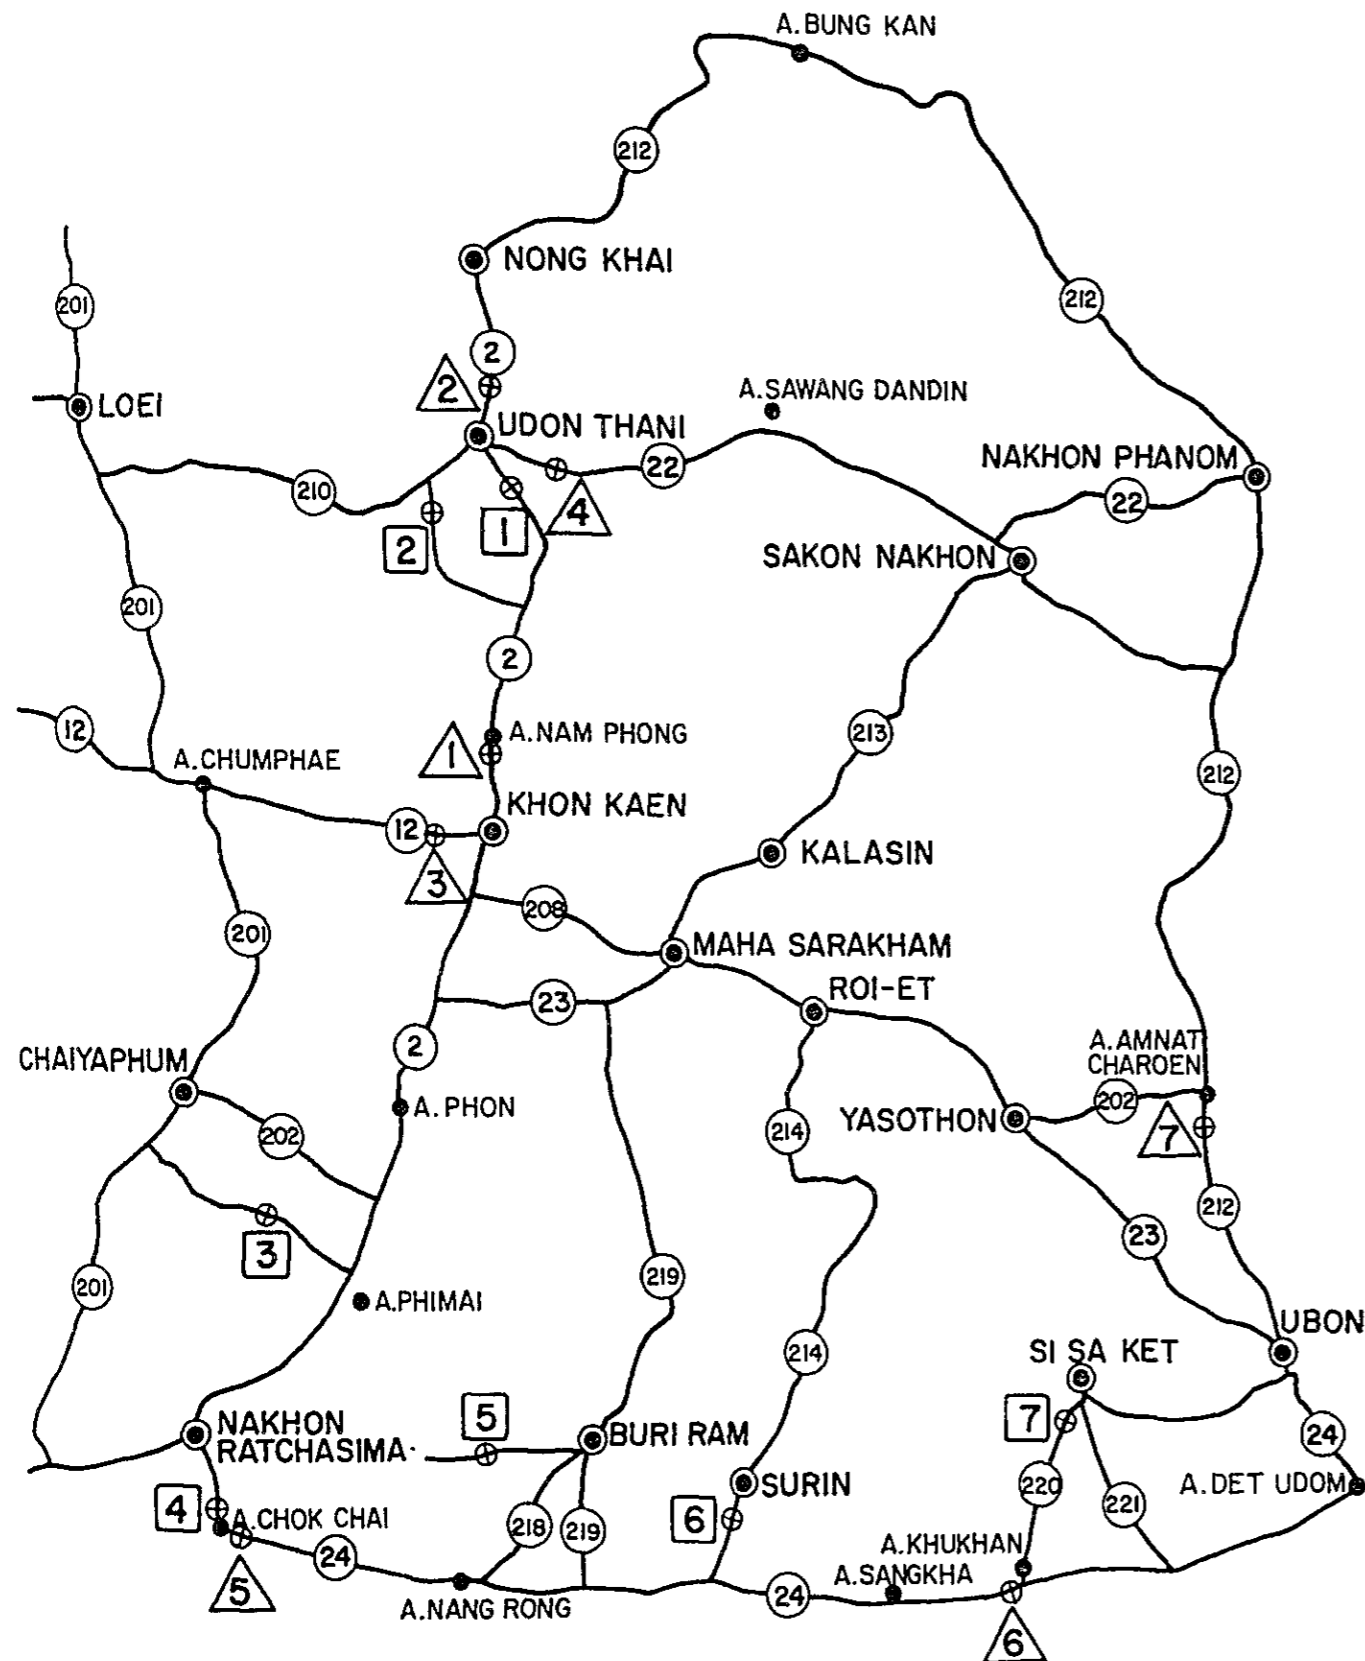 A. BUNG KAN
212
NONG KHAI
201
212
2
2
LOEI
A. SAWANG DANDIN
UDON THANI
NAKHON PHANOM
22
210
22
1
4
2
SAKON NAKHON
201
2
12
A. NAM PHONG
213
1
A. CHUMPHAE
212
KHON KAEN
12
KALASIN
3
208
201
MAHA SARAKHAM
ROI-ET
23
2
A. AMNAT
CHAROEN
CHAIYAPHUM
A. PHON
202
YASOTHON
202
214
7
212
3
23
219
201
A. PHIMAI
UBON
214
SI SA KET
5
7
NAKHON
RATCHASIMA
BURI RAM
24
SURIN
220
A. DET UDOM
4
A. CHOK CHAI
6
221
218
219
A. KHUKHAN
24
A. SANGKHA
5
24
A. NANG RONG
6